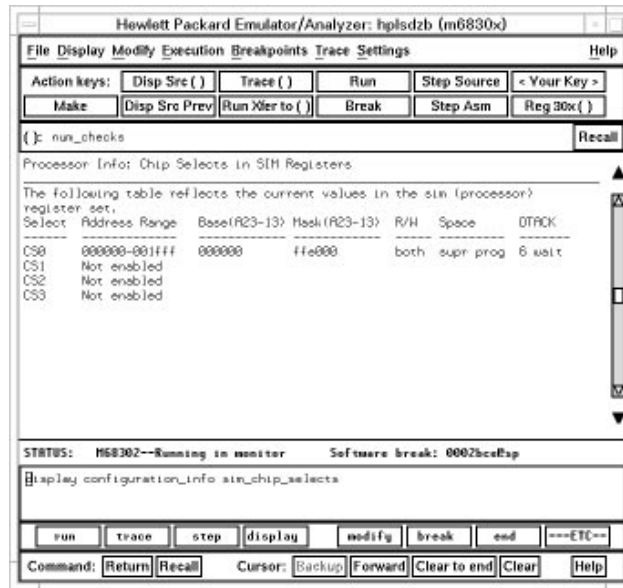 Hewlett Packard Emulator/Analyzer: hplsdzb (m6830x)
File Display Modify Execution Breakpoints Trace Settings Help
Action keys: Disp Src ( ) Trace ( ) Run Step Source < Your Key >
Make Disp Src Prev Run Xfer to ( ) Break Step Asm Reg 30x ( )
( ): num_checks Recall
Processor Info: Chip Selects in SIM Registers
The following table reflects the current values in the sim (processor)
register set.
Select Address Range Base(A23-13) Mask(A23-13) R/W Space DTACK
------ ------------- ------------ ------------ --- --------- ------
CS0 000000-001fff 000000 ffe000 both supr prog 6 wait
CS1 Not enabled
CS2 Not enabled
CS3 Not enabled
STATUS: M68302--Running in monitor Software break: 0002bce@sp
display configuration_info sim_chip_selects
run trace step display modify break end ---ETC--
Command: Return Recall Cursor: Backup Forward Clear to end Clear Help